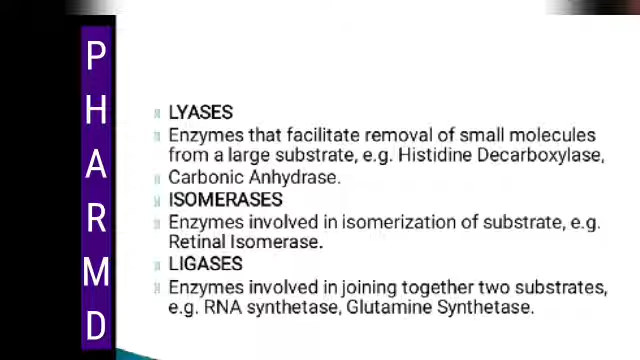 PHARMD
LYASES
Enzymes that facilitate removal of small molecules
from a large substrate, e.g. Histidine Decarboxylase,
Carbonic Anhydrase.
ISOMERASES
Enzymes involved in isomerization of substrate, e.g.
Retinal Isomerase.
LIGASES
Enzymes involved in joining together two substrates,
e.g. RNA synthetase, Glutamine Synthetase.